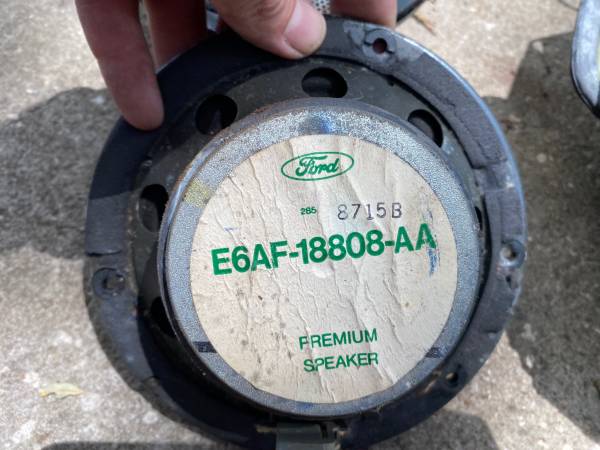 Ford
285 8715B
E6AF-18808-AA
PREMIUM
SPEAKER